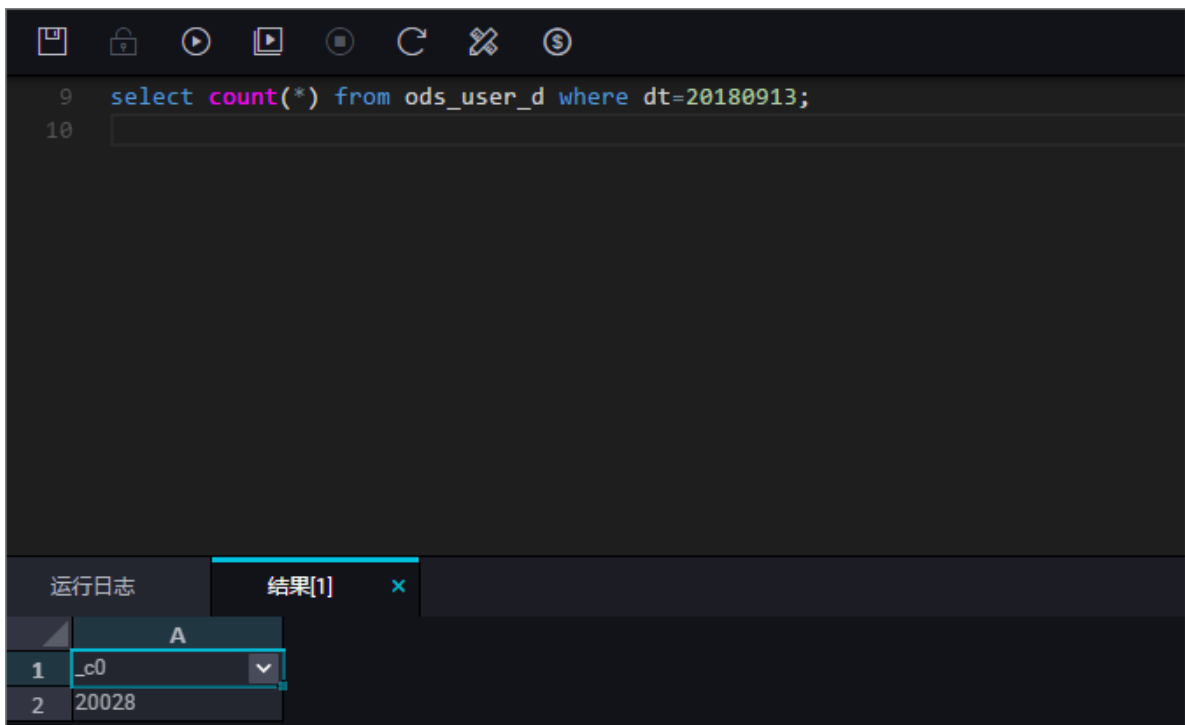 9 select count(*) from ods_user_d where dt=20180913;
10
运行日志 结果[1] ×
A
1 _c0
2 20028